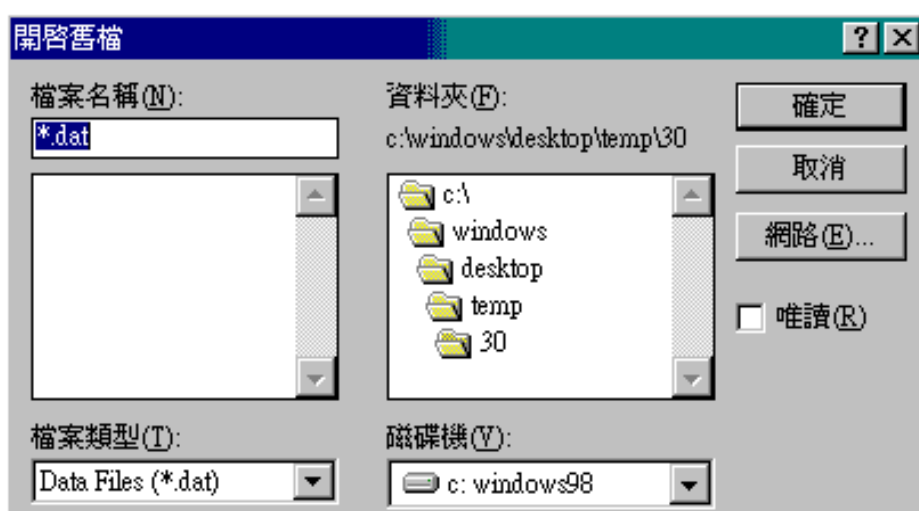 開啓舊檔
檔案名稱(N):
*.dat
資料夾(F):
c:\windows\desktop\temp\30
c:\
windows
desktop
temp
30
確定
取消
網路(E)...
唯讀(R)
檔案類型(T):
Data Files (*.dat)
磁碟機(V):
c: windows98